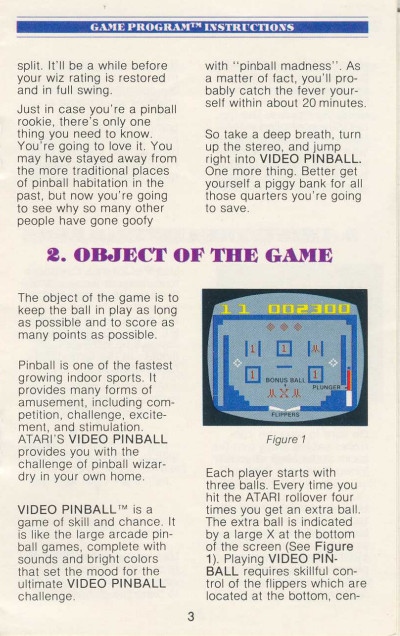 GAME PROGRAM™ INSTRUCTIONS
split. It'll be a while before
your wiz rating is restored
and in full swing.
Just in case you're a pinball
rookie, there's only one
thing you need to know.
You're going to love it. You
may have stayed away from
the more traditional places
of pinball habitation in the
past, but now you're going
to see why so many other
people have gone goofy
with "pinball madness". As
a matter of fact, you'll pro-
bably catch the fever your-
self within about 20 minutes.
So take a deep breath, turn
up the stereo, and jump
right into VIDEO PINBALL.
One more thing. Better get
yourself a piggy bank for all
those quarters you're going
to save.
2. OBJECT OF THE GAME
The object of the game is to
keep the ball in play as long
as possible and to score as
many points as possible.
Pinball is one of the fastest
growing indoor sports. It
provides many forms of
amusement, including com-
petition, challenge, excite-
ment, and stimulation.
ATARI'S VIDEO PINBALL
provides you with the
challenge of pinball wizar-
dry in your own home.
VIDEO PINBALL™ is a
game of skill and chance. It
is like the large arcade pin-
ball games, complete with
sounds and bright colors
that set the mood for the
ultimate VIDEO PINBALL
challenge.
1 1 002300
1 1
1 1
BONUS BALL
PLUNGER
X
FLIPPERS
Figure 1
Each player starts with
three balls. Every time you
hit the ATARI rollover four
times you get an extra ball.
The extra ball is indicated
by a large X at the bottom
of the screen (See Figure
1). Playing VIDEO PIN-
BALL requires skillful con-
trol of the flippers which are
located at the bottom, cen-
3